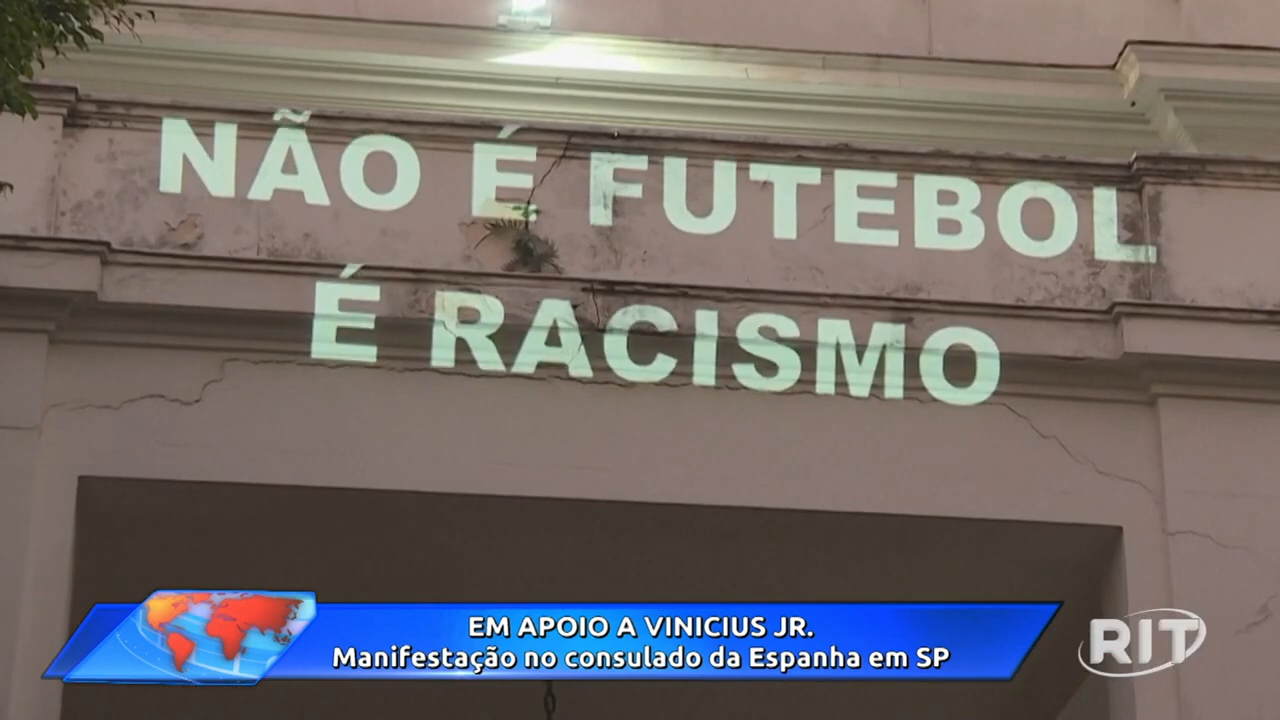 NÃO É FUTEBOL
É RACISMO
EM APOIO A VINICIUS JR.
Manifestação no consulado da Espanha em SP
RIT